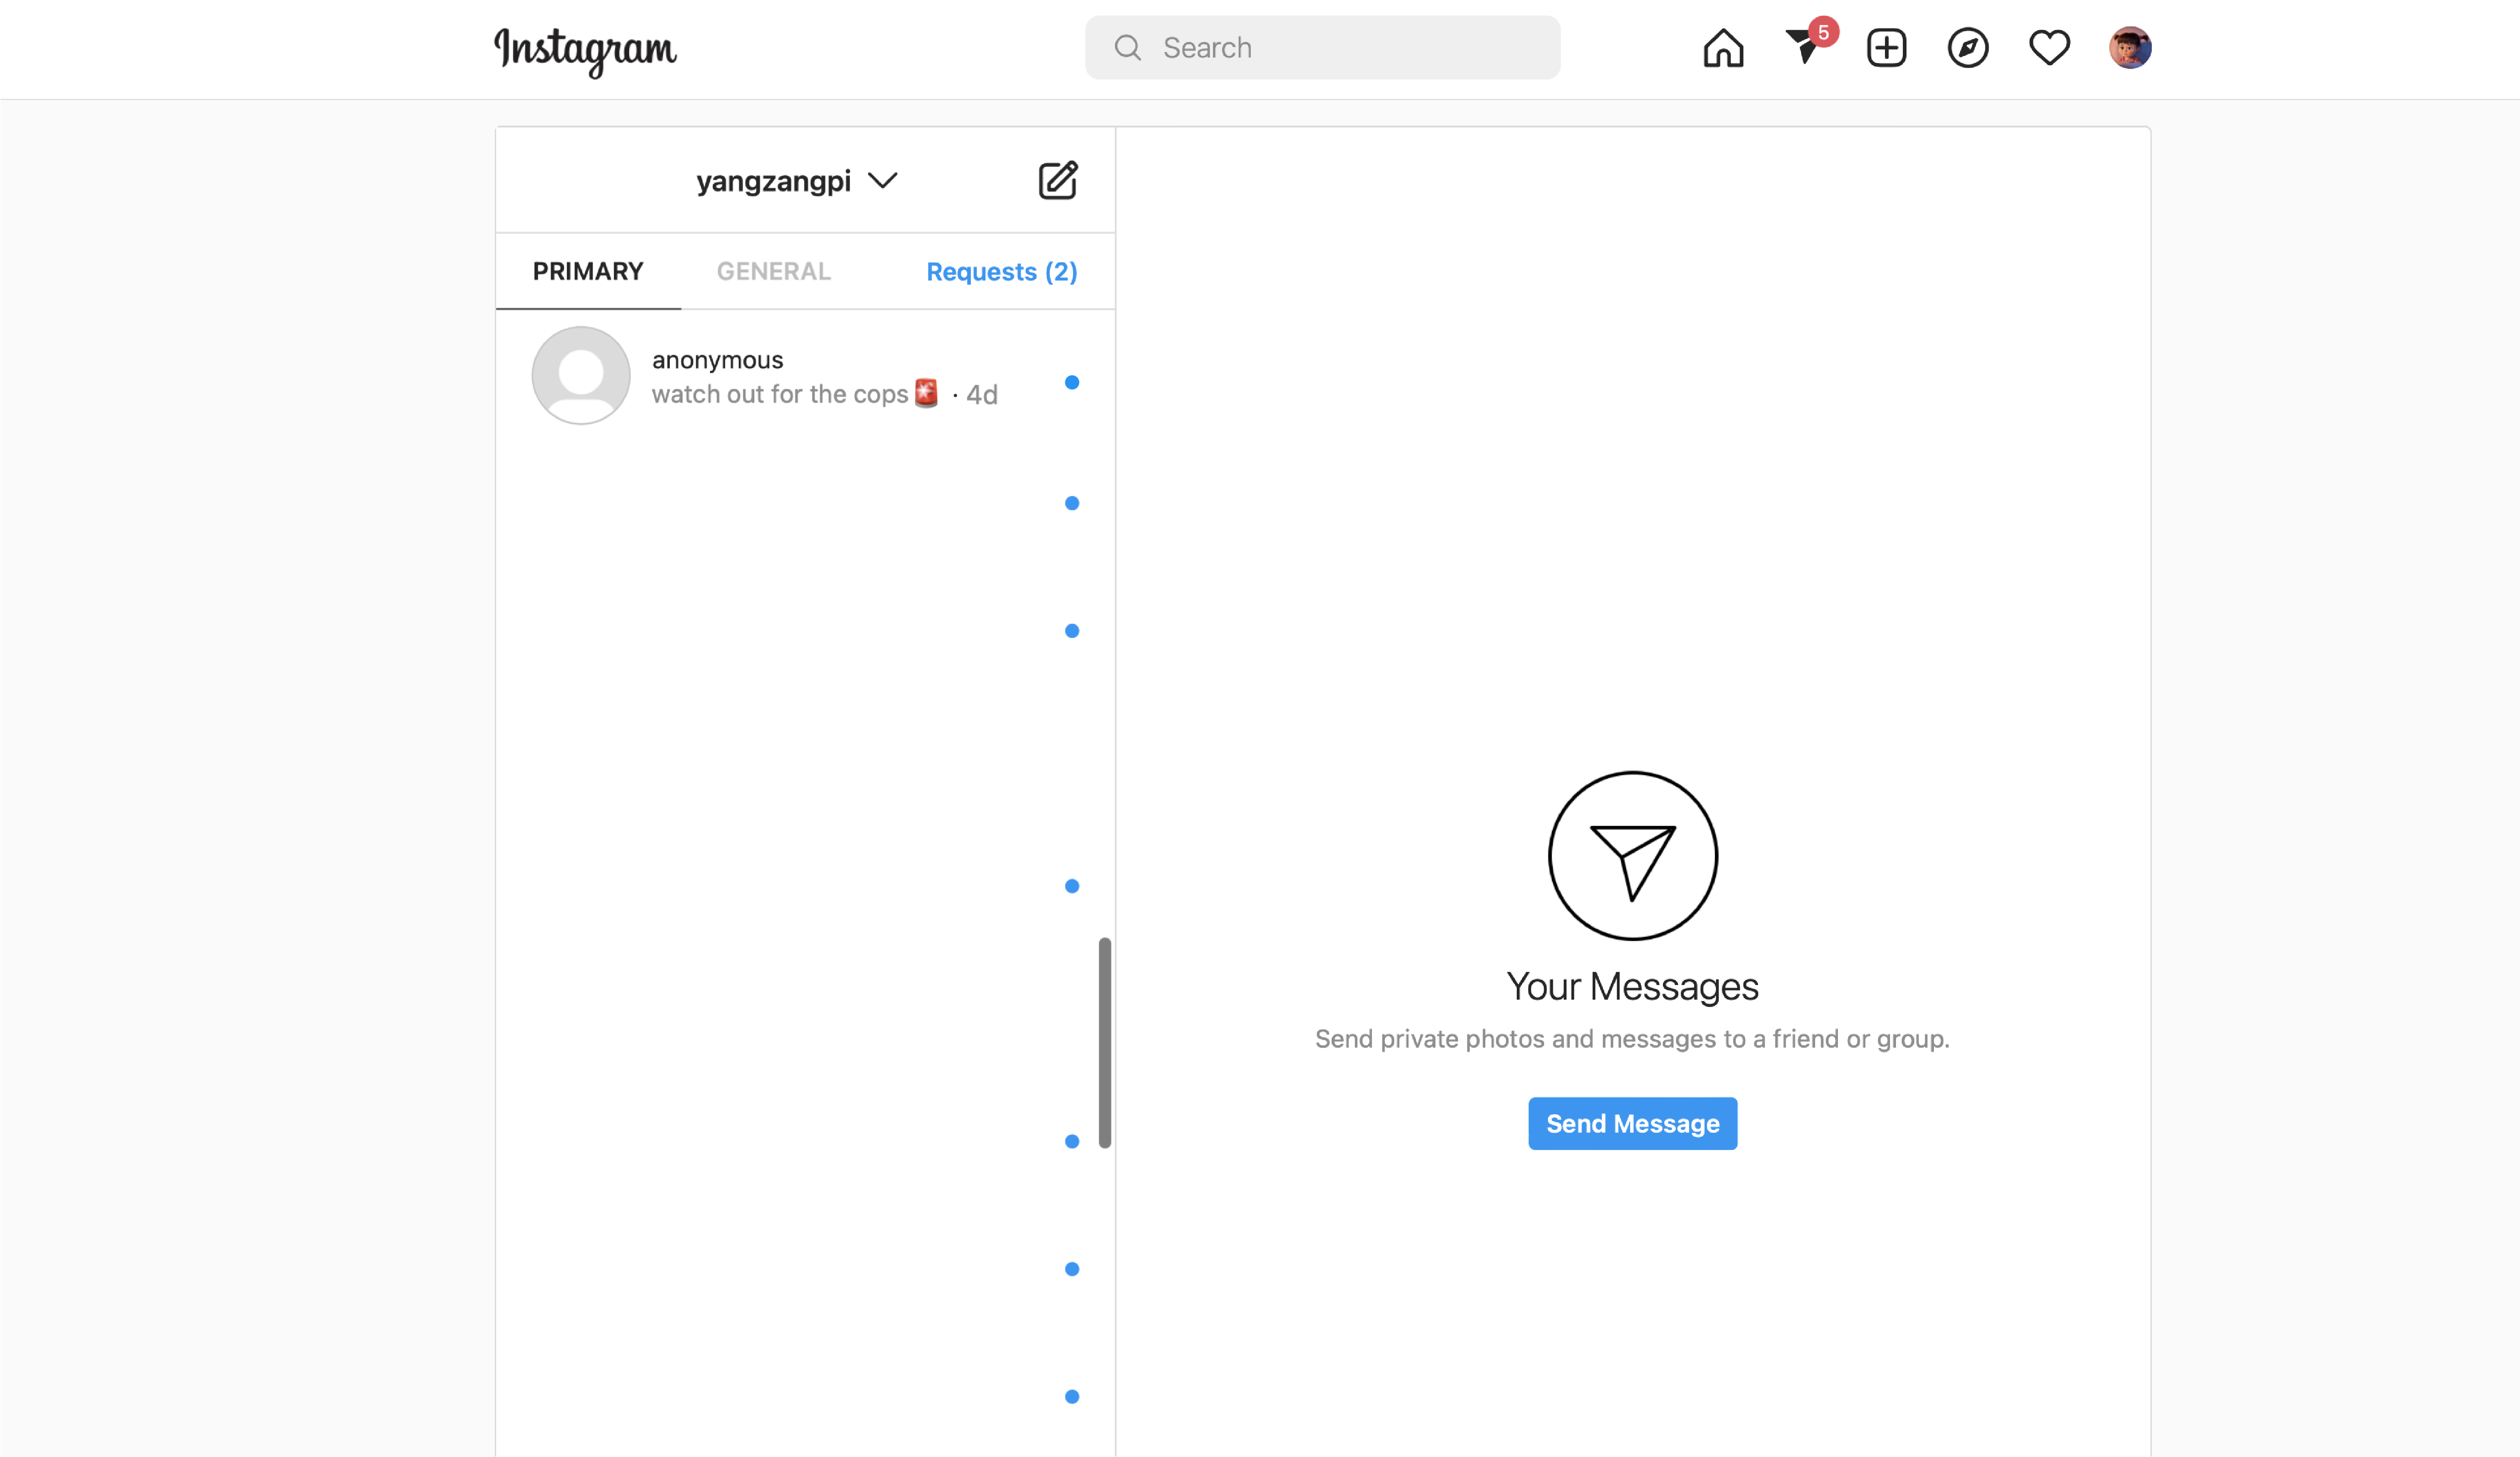 Instagram
Search
5
yangzangpi
PRIMARY GENERAL Requests (2)
anonymous
watch out for the cops🚨 · 4d
Your Messages
Send private photos and messages to a friend or group.
Send Message